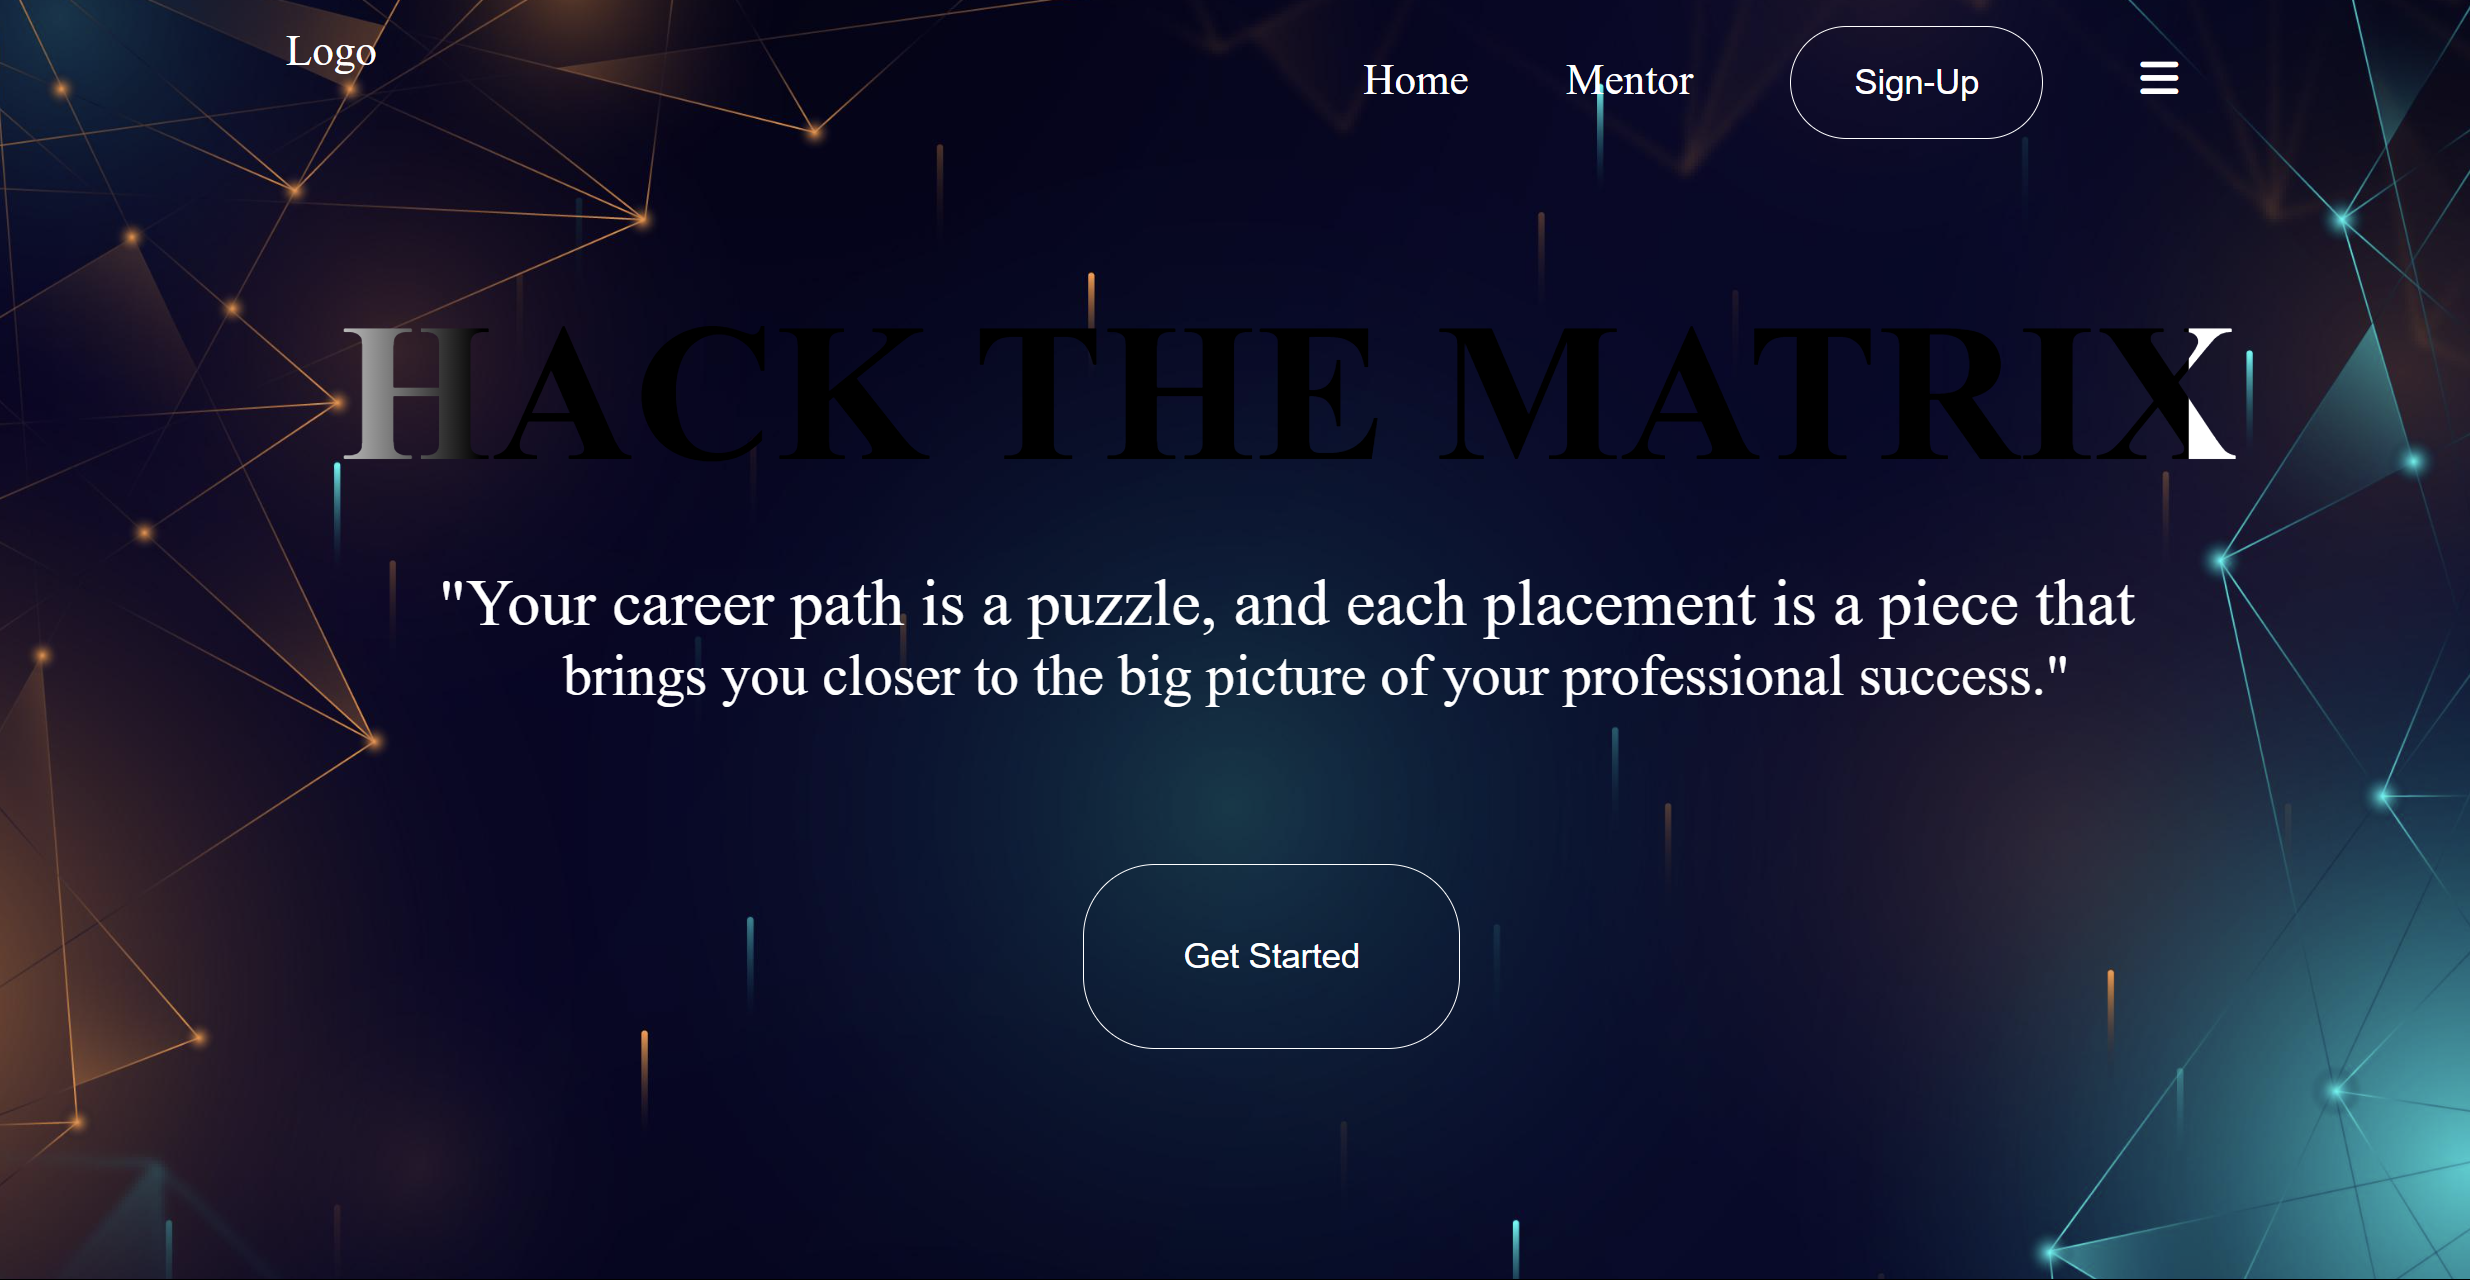 Logo
Home
Mentor
Sign-Up
HACK THE MATRIX
"Your career path is a puzzle, and each placement is a piece that
brings you closer to the big picture of your professional success."
Get Started